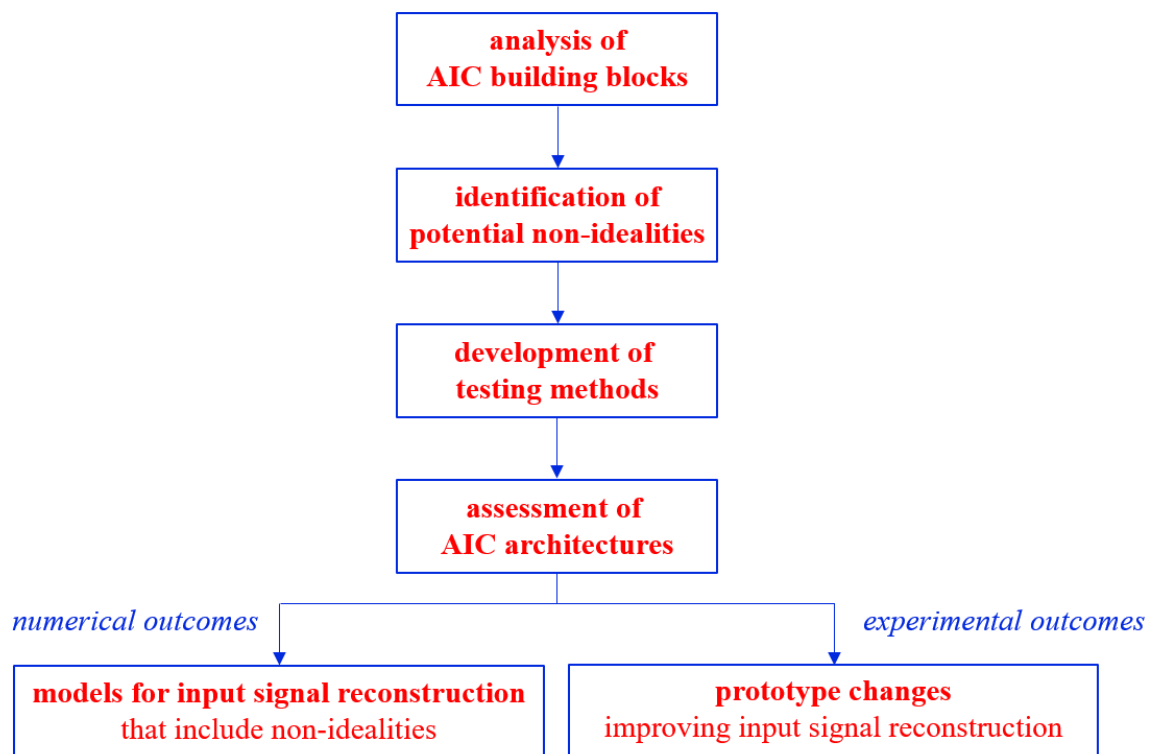 analysis of
AIC building blocks
identification of
potential non-idealities
development of
testing methods
assessment of
AIC architectures
numerical outcomes
experimental outcomes
models for input signal reconstruction
that include non-idealities
prototype changes
improving input signal reconstruction